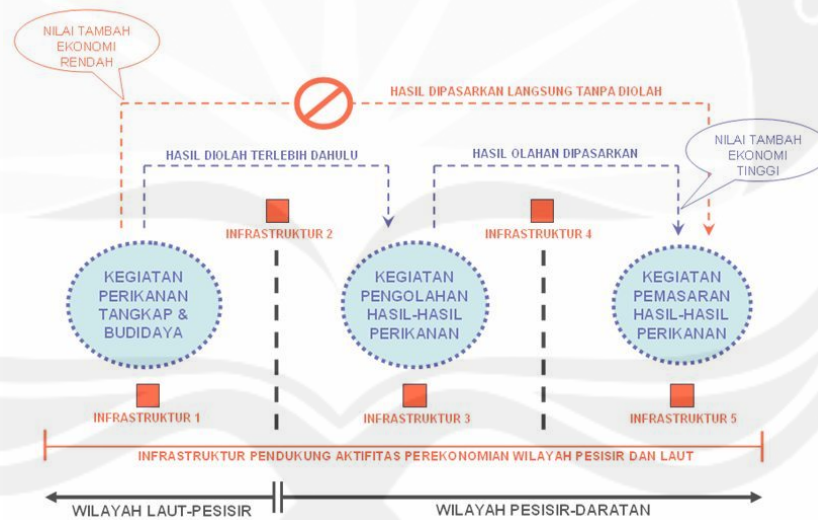 NILAI TAMBAH
EKONOMI
RENDAH
HASIL DIPASARKAN LANGSUNG TANPA DIOLAH
HASIL DIOLAH TERLEBIH DAHULU
HASIL OLAHAN DIPASARKAN
NILAI TAMBAH
EKONOMI
TINGGI
INFRASTRUKTUR 2
INFRASTRUKTUR 4
KEGIATAN
PERIKANAN
TANGKAP &
BUDIDAYA
KEGIATAN
PENGOLAHAN
HASIL-HASIL
PERIKANAN
KEGIATAN
PEMASARAN
HASIL-HASIL
PERIKANAN
INFRASTRUKTUR 1
INFRASTRUKTUR 3
INFRASTRUKTUR 5
INFRASTRUKTUR PENDUKUNG AKTIFITAS PEREKONOMIAN WILAYAH PESISIR DAN LAUT
WILAYAH LAUT-PESISIR
WILAYAH PESISIR-DARATAN